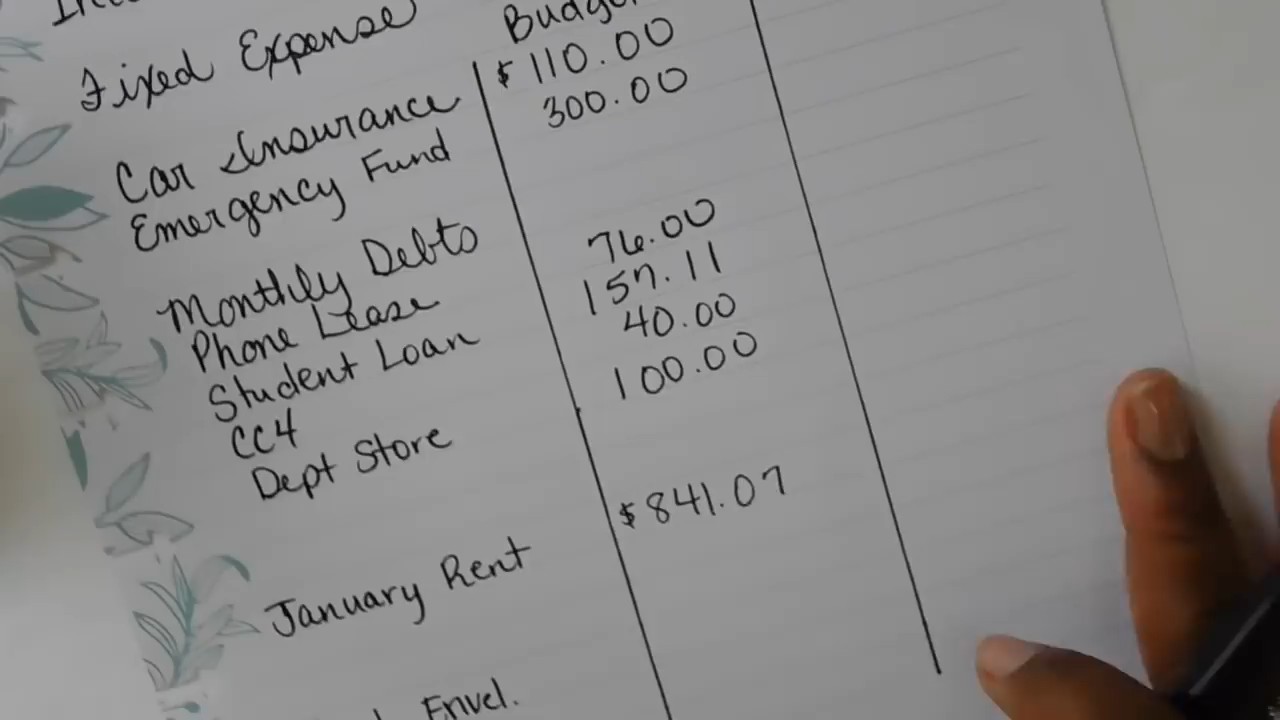 Fixed Expense
Car Insurance $110.00
Emergency Fund 300.00
Monthly Debts
Phone Lease 76.00
Student Loan 157.11
CC4 40.00
Dept Store 100.00
January Rent $841.07
Envel.